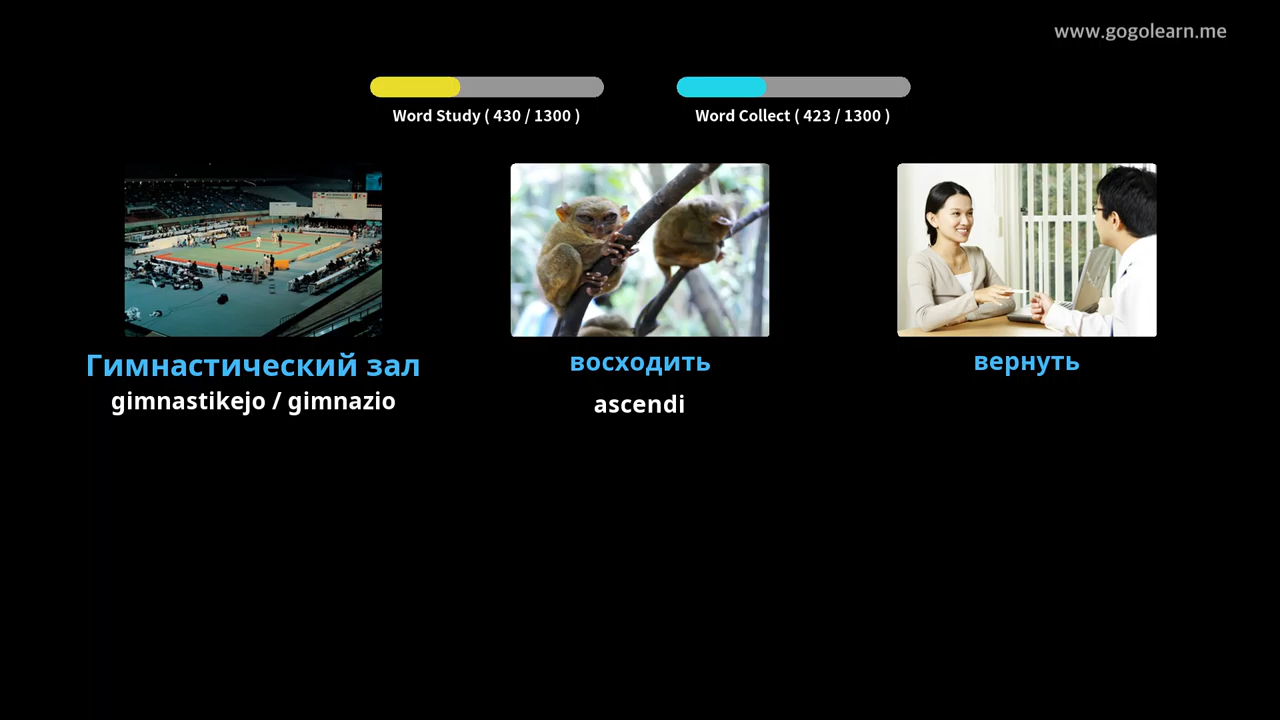 www.gogolearn.me
Word Study ( 430 / 1300 )
Word Collect ( 423 / 1300 )
Гимнастический зал
gimnastikejo / gimnazio
восходить
ascendi
вернуть